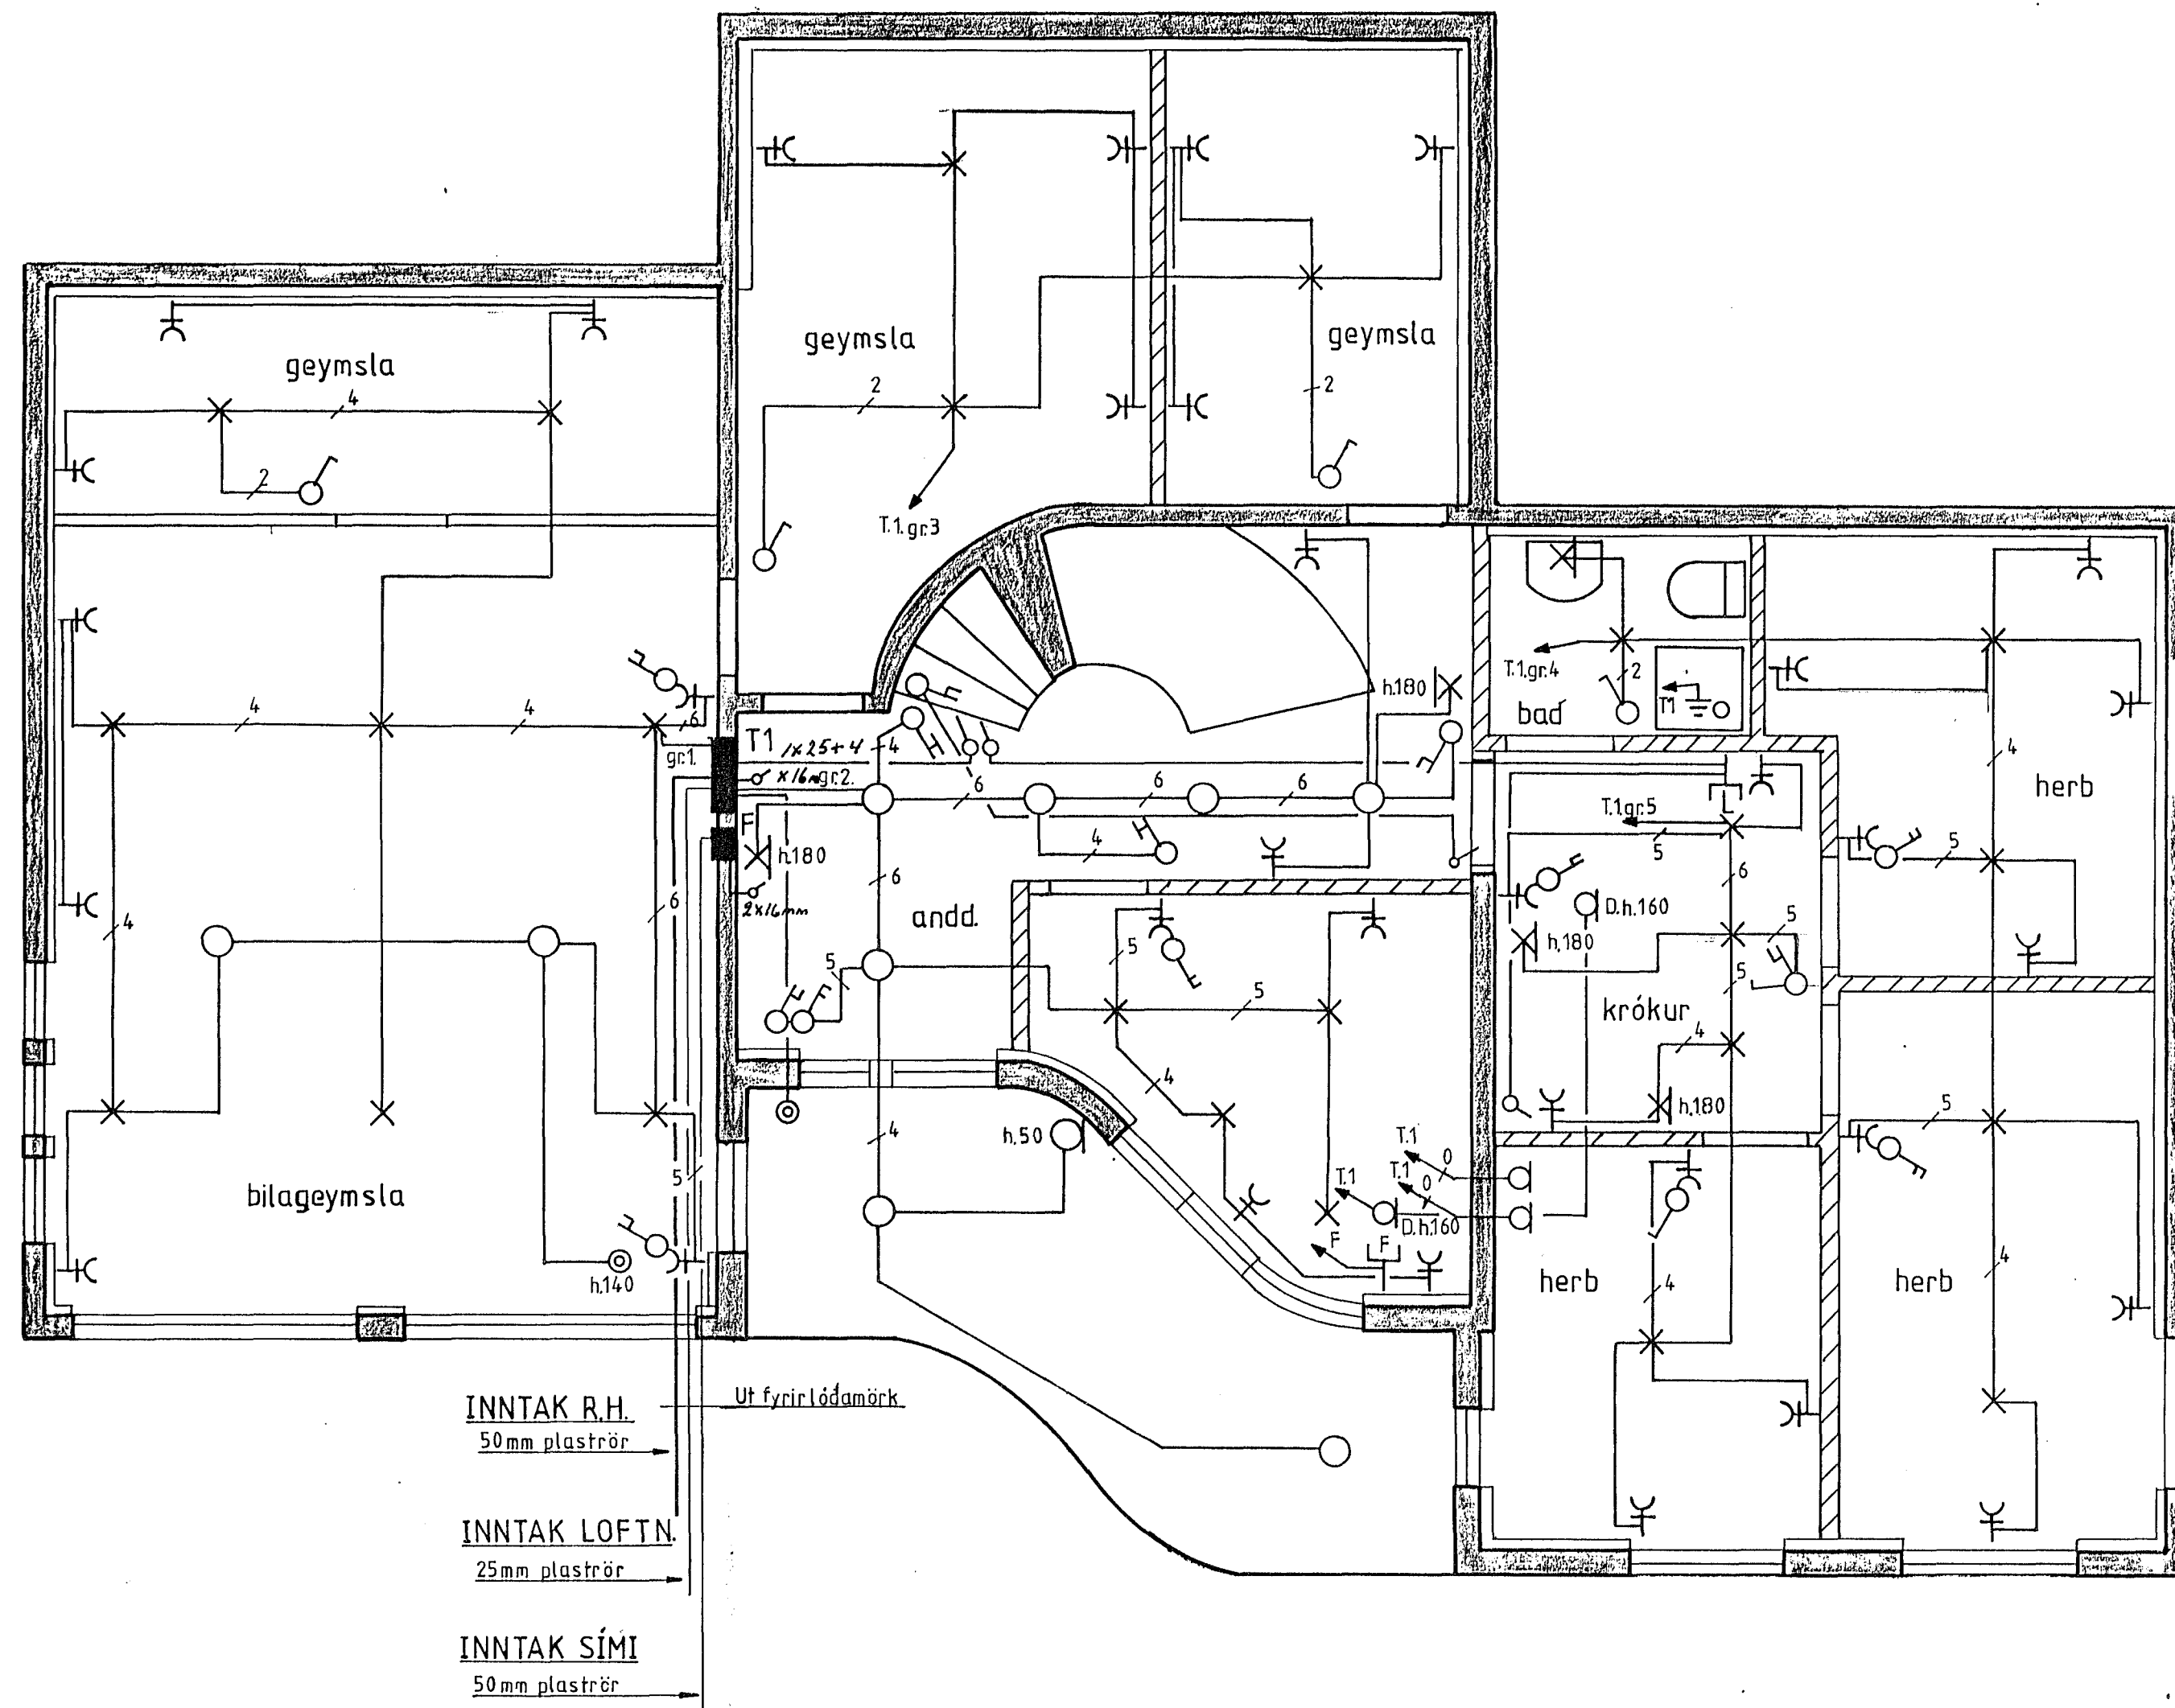 geymsla
geymsla
geymsla
4
2
2
2
T.1.gr.3
4
4
6
gr.1.
T1 1x25+4
x16m gr.2.
4
h.180
T.1.gr.4
2
T1
bad
4
herb
6
6
6
F
h.180
4
T.1.gr.5
5
6
5
2x16mm
6
andd.
4
6
5
5
5
D.h.160
h.180
5
5
krókur
4
4
4
h.50
h.180
5
5
T.1
0
T.1
0
T.1
D.h.160
F
F
bilageymsla
h.140
herb
4
herb
4
INNTAK R.H.
Ut fyrir lóðamörk
50mm plaströr
INNTAK LOFTN.
25mm plaströr
INNTAK SÍMI
50mm plaströr